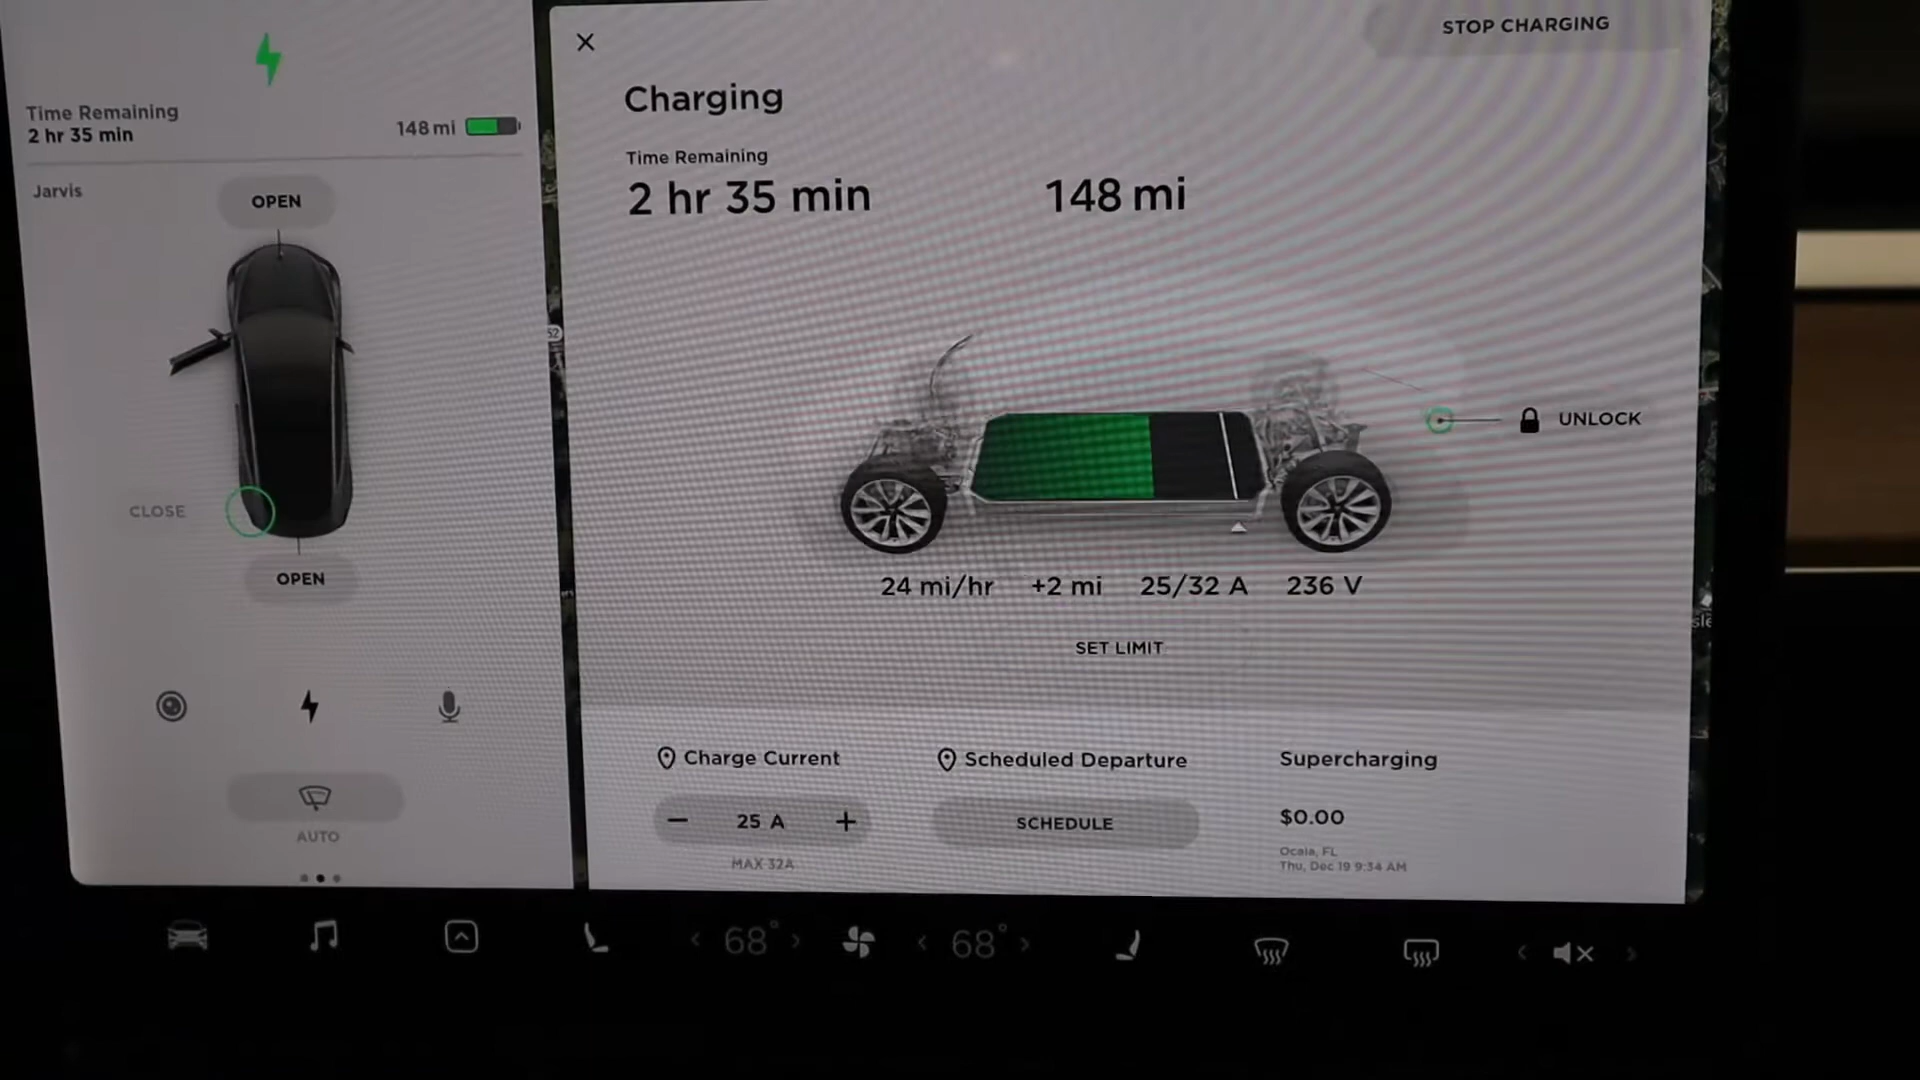 Time Remaining
2 hr 35 min
148 mi
Jarvis
OPEN
CLOSE
OPEN
AUTO
STOP CHARGING
Charging
Time Remaining
2 hr 35 min
148 mi
UNLOCK
24 mi/hr +2 mi 25/32 A 236 V
SET LIMIT
Charge Current
25 A
MAX 32A
Scheduled Departure
SCHEDULE
Supercharging
$0.00
Ocala, FL
Thu, Dec 19 9:34 AM
52
68°
68°